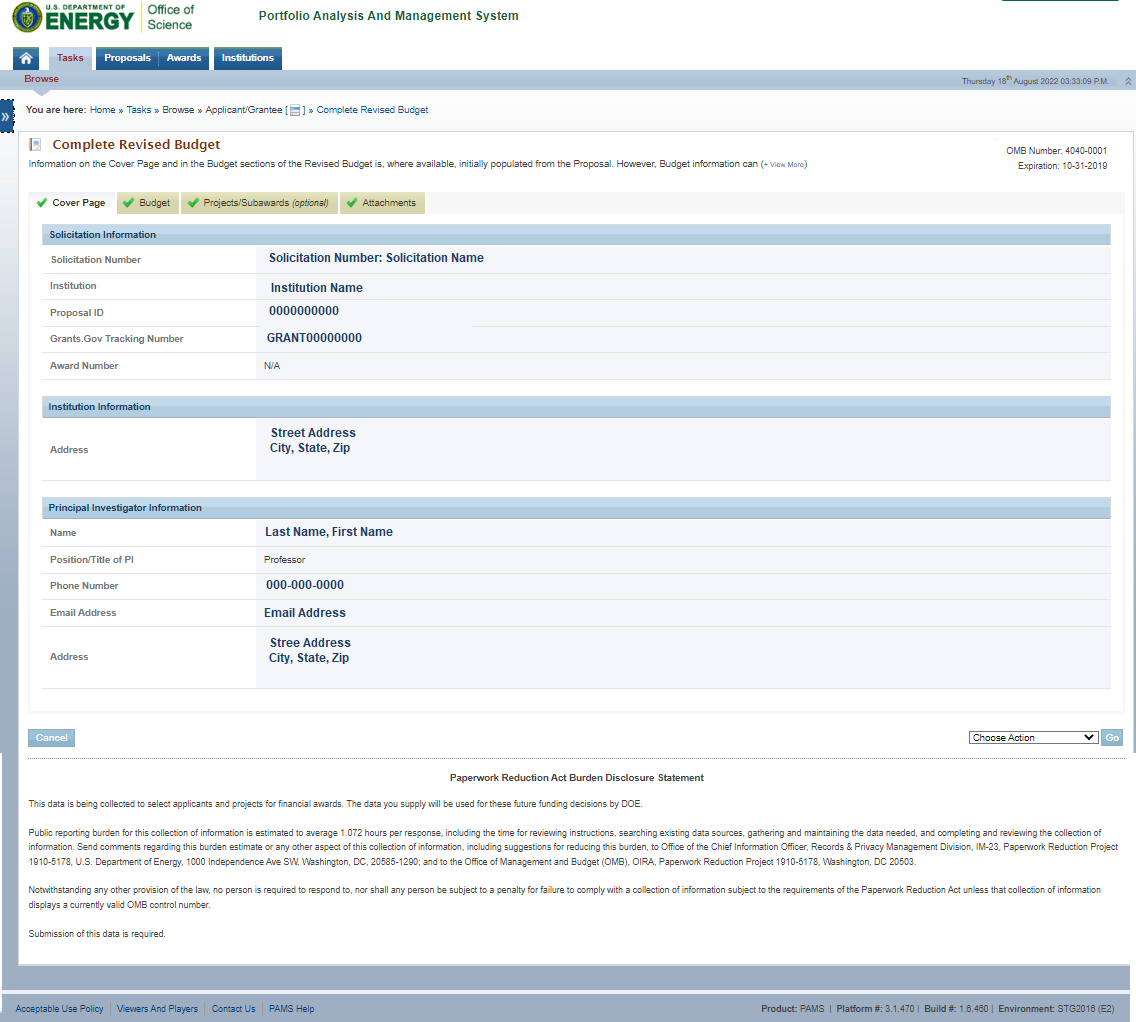 U.S. DEPARTMENT OF
ENERGY
Office of
Science
Portfolio Analysis And Management System
Tasks Proposals Awards Institutions
Browse
Thursday 18th August 2022 03:33:09 P.M.
You are here: Home » Tasks » Browse » Applicant/Grantee [ ] » Complete Revised Budget
Complete Revised Budget
Information on the Cover Page and in the Budget sections of the Revised Budget is, where available, initially populated from the Proposal. However, Budget information can (+ View More)
OMB Number: 4040-0001
Expiration: 10-31-2019
Cover Page Budget Projects/Subawards (optional) Attachments
Solicitation Information
Solicitation Number Solicitation Number: Solicitation Name
Institution Institution Name
Proposal ID 0000000000
Grants.Gov Tracking Number GRANT00000000
Award Number N/A
Institution Information
Address Street Address
City, State, Zip
Principal Investigator Information
Name Last Name, First Name
Position/Title of PI Professor
Phone Number 000-000-0000
Email Address Email Address
Address Stree Address
City, State, Zip
Cancel Choose Action Go
Paperwork Reduction Act Burden Disclosure Statement
This data is being collected to select applicants and projects for financial awards. The data you supply will be used for these future funding decisions by DOE.
Public reporting burden for this collection of information is estimated to average 1.072 hours per response, including the time for reviewing instructions, searching existing data sources, gathering and maintaining the data needed, and completing and reviewing the collection of
information. Send comments regarding this burden estimate or any other aspect of this collection of information, including suggestions for reducing this burden, to Office of the Chief Information Officer, Records & Privacy Management Division, IM-23, Paperwork Reduction Project
1910-5178, U.S. Department of Energy, 1000 Independence Ave SW, Washington, DC, 20585-1290; and to the Office of Management and Budget (OMB), OIRA, Paperwork Reduction Project 1910-5178, Washington, DC 20503.
Notwithstanding any other provision of the law, no person is required to respond to, nor shall any person be subject to a penalty for failure to comply with a collection of information subject to the requirements of the Paperwork Reduction Act unless that collection of information
displays a currently valid OMB control number.
Submission of this data is required.
Acceptable Use Policy | Viewers And Players | Contact Us | PAMS Help
Product: PAMS | Platform #: 3.1.470 | Build #: 1.6.460 | Environment: STG2016 (E2)